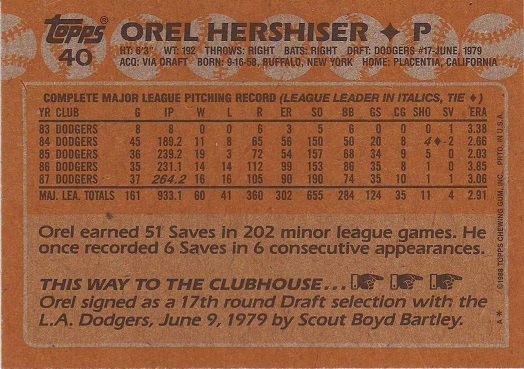 Topps®
40
OREL HERSHISER ✦ P
HT: 6'3" WT: 192 THROWS: RIGHT BATS: RIGHT DRAFT: DODGERS #17-JUNE, 1979
ACQ: VIA DRAFT BORN: 9-16-58, BUFFALO, NEW YORK HOME: PLACENTIA, CALIFORNIA
COMPLETE MAJOR LEAGUE PITCHING RECORD (LEAGUE LEADER IN ITALICS, TIE ✦)
YR CLUB G IP W L R ER SO BB GS CG SHO SV ERA
83 DODGERS 8 8 0 0 6 3 5 6 0 0 0 1 3.38
84 DODGERS 45 189.2 11 8 65 56 150 50 20 8 4✦ 2 2.66
85 DODGERS 36 239.2 19 3 72 54 157 68 34 9 5 0 2.03
86 DODGERS 35 231.1 14 14 112 99 153 86 35 8 1 0 3.85
87 DODGERS 37 264.2 16 16 105 90 190 74 35 10 1 1 3.06
MAJ. LEA. TOTALS 161 933.1 60 41 360 302 655 284 124 35 11 4 2.91
Orel earned 51 Saves in 202 minor league games. He
once recorded 6 Saves in 6 consecutive appearances.
THIS WAY TO THE CLUBHOUSE...
Orel signed as a 17th round Draft selection with the
L.A. Dodgers, June 9, 1979 by Scout Boyd Bartley.
A*
©1988 TOPPS CHEWING GUM, INC. PRTD. IN U.S.A.